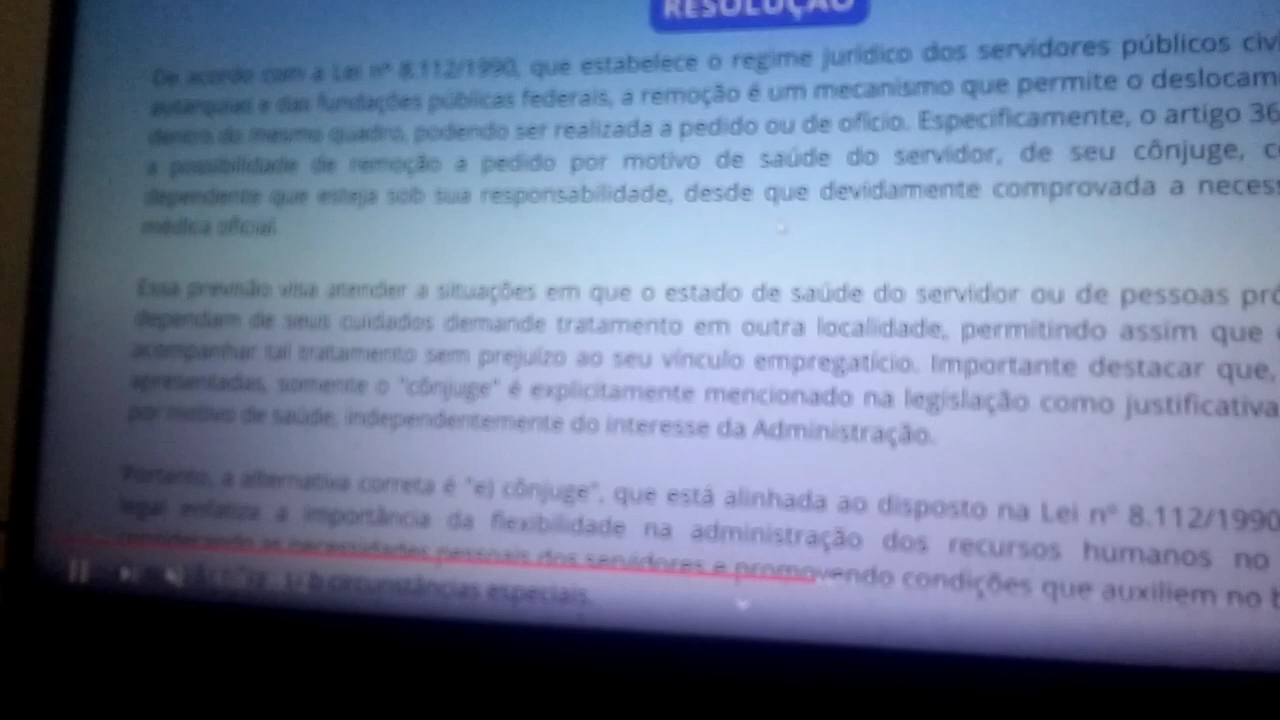 RESOLUÇÃO
De acordo com a Lei nº 8.112/1990, que estabelece o regime jurídico dos servidores públicos civ
autarquias e das fundações públicas federais, a remoção é um mecanismo que permite o deslocam
dentro do mesmo quadro, podendo ser realizada a pedido ou de ofício. Especificamente, o artigo 36
a possibilidade de remoção a pedido por motivo de saúde do servidor, de seu cônjuge, c
dependente que esteja sob sua responsabilidade, desde que devidamente comprovada a necess
médica oficial.
Essa previsão visa atender a situações em que o estado de saúde do servidor ou de pessoas pró
dependam de seus cuidados demande tratamento em outra localidade, permitindo assim que
acompanhar tal tratamento sem prejuízo ao seu vínculo empregatício. Importante destacar que,
apresentadas, somente o "cônjuge" é explicitamente mencionado na legislação como justificativa
por motivo de saúde, independentemente do interesse da Administração.
Portanto, a alternativa correta é "e) cônjuge", que está alinhada ao disposto na Lei nº 8.112/1990
legal enfatiza a importância da flexibilidade na administração dos recursos humanos no
considerando as necessidades pessoais dos servidores e promovendo condições que auxiliem no b
circunstâncias especiais.